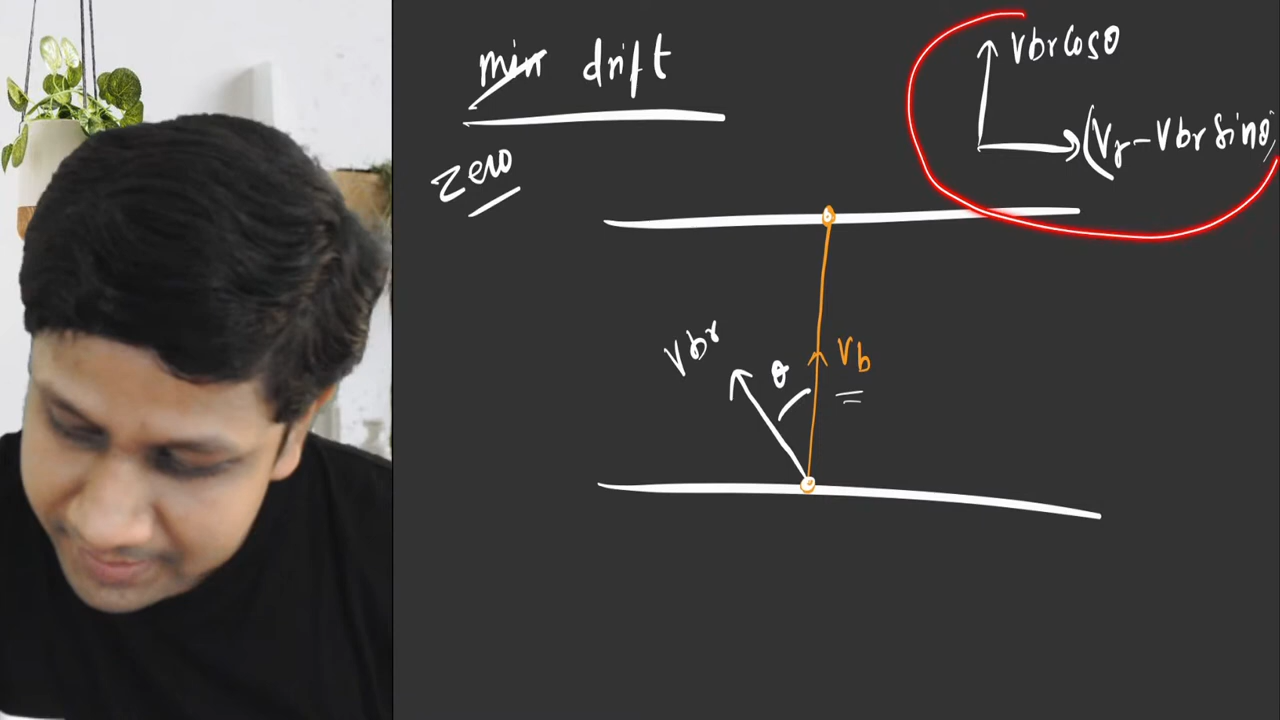 min drift
zero
Vbr Cosθ
(Vr - Vbr Sinθ)
Vbr
θ
Vb